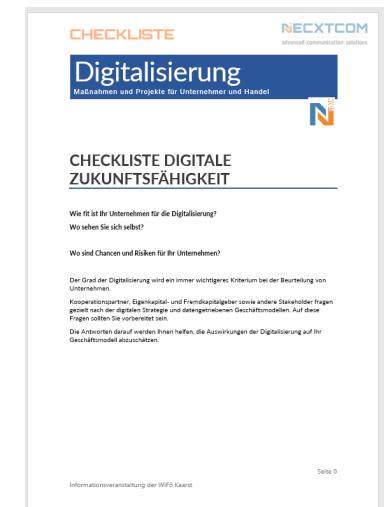 CHECKLISTE
NECXTCOM
advanced-communication-solutions
Digitalisierung
Maßnahmen und Projekte für Unternehmer und Handel
N
CHECKLISTE DIGITALE
ZUKUNFTSFÄHIGKEIT
Wie fit ist Ihr Unternehmen für die Digitalisierung?
Wo sehen Sie sich selbst?
Wo sind Chancen und Risiken für Ihr Unternehmen?
Der Grad der Digitalisierung wird ein immer wichtigeres Kriterium bei der Beurteilung von
Unternehmen.
Kooperationspartner, Eigenkapital- und Fremdkapitalgeber sowie andere Stakeholder fragen
gezielt nach der digitalen Strategie und datengetriebenen Geschäftsmodellen. Auf diese
Fragen sollten Sie vorbereitet sein.
Die Antworten darauf werden Ihnen helfen, die Auswirkungen der Digitalisierung auf Ihr
Geschäftsmodell abzuschätzen.
Seite 0
Informationsveranstaltung der WiFö Kaarst